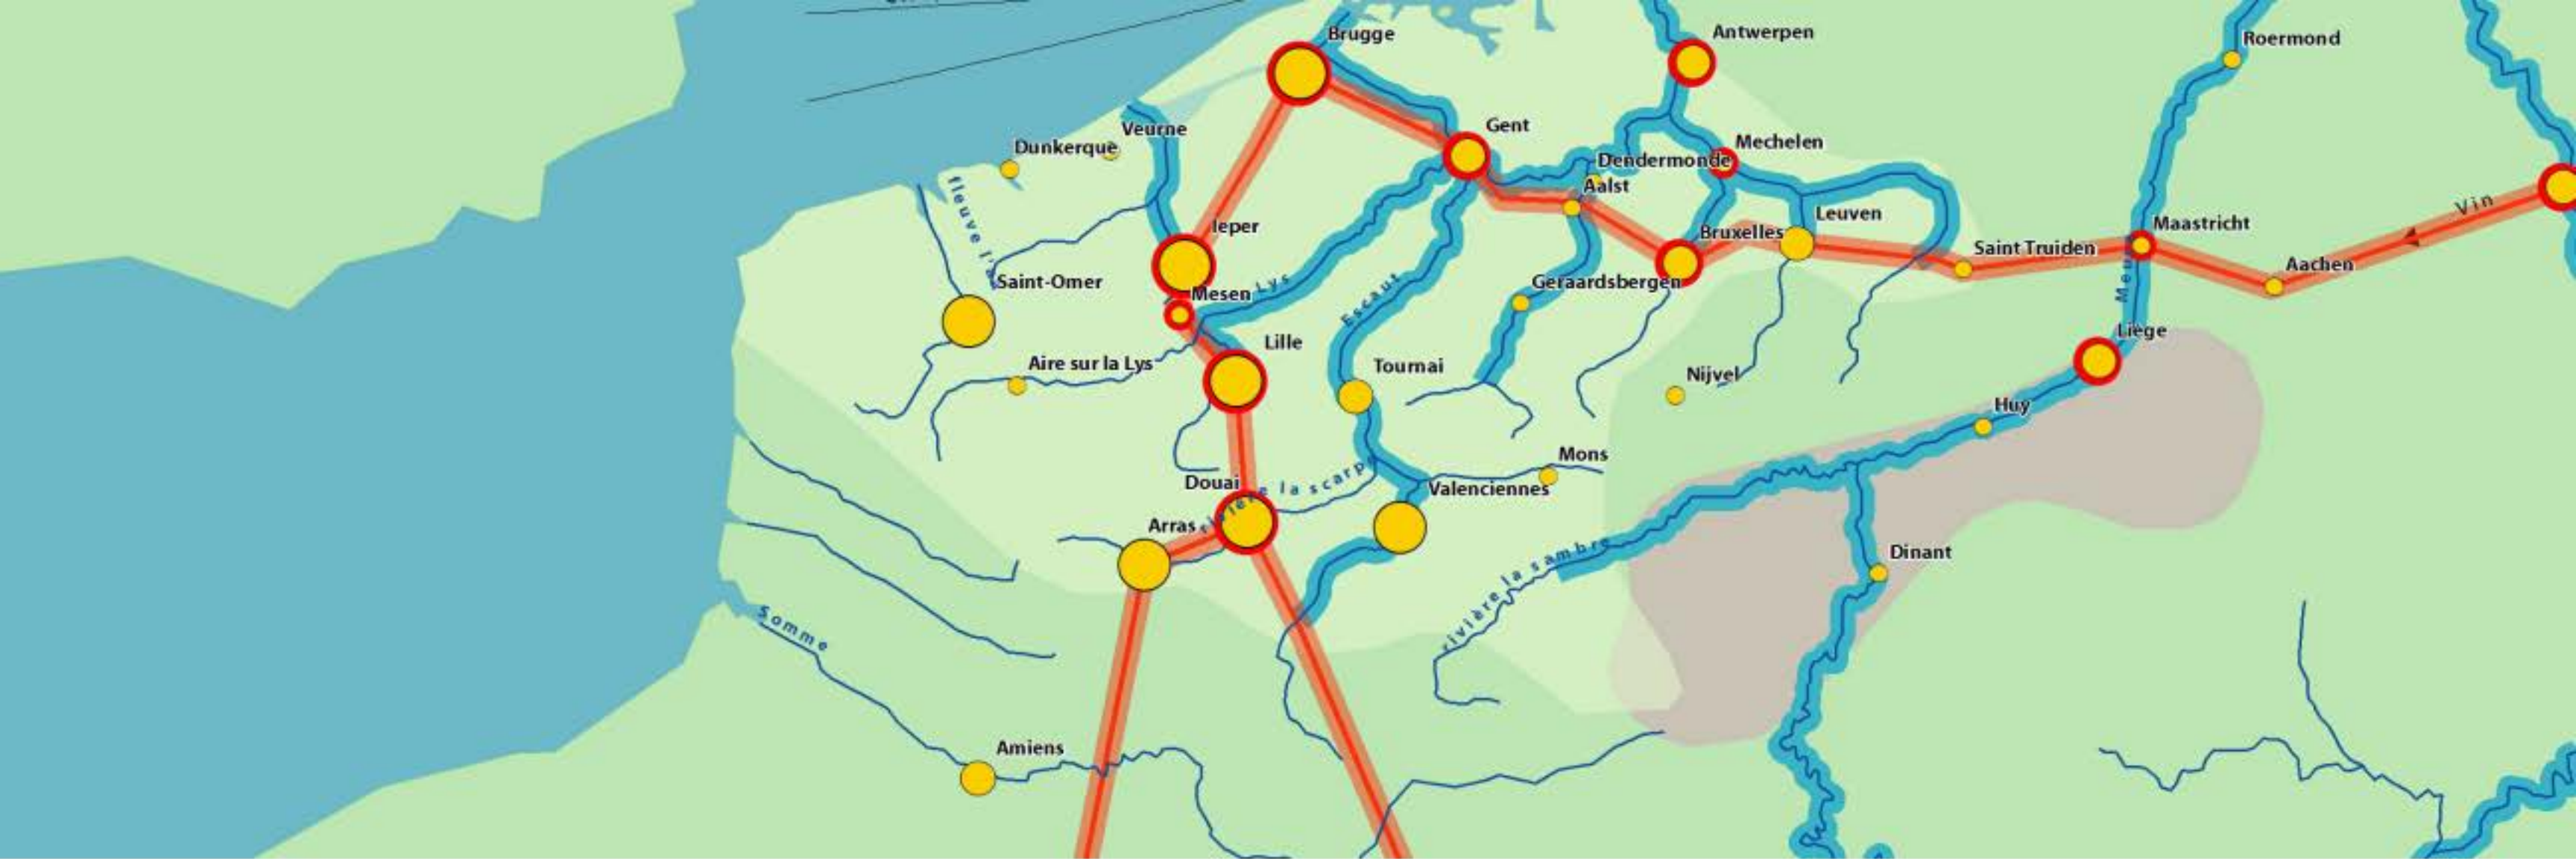 Brugge
Antwerpen
Roermond
Veurne
Gent
Dunkerque
Mechelen
Dendermonde
Aalst
Vin
fleuve l'a
Ieper
Leuven
Maastricht
Bruxelles
Saint Truiden
Aachen
Saint-Omer
Mesen
Lys
Escaut
Geraardsbergen
Liège
Lille
Aire sur la Lys
Tournai
Nijvel
Huy
Mons
Douai
rivière la scarpe
Valenciennes
Arras
rivière la sambre
Dinant
Somme
Amiens